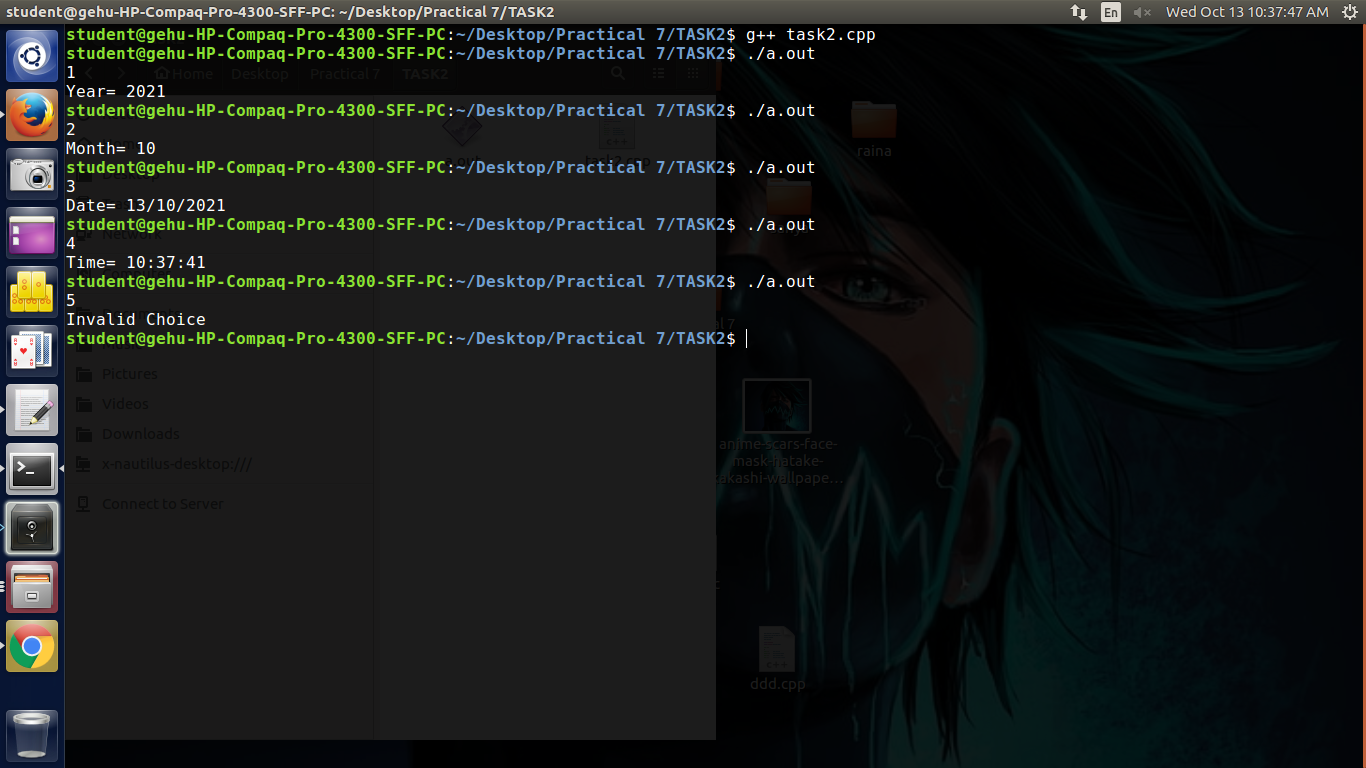 student@gehu-HP-Compaq-Pro-4300-SFF-PC: ~/Desktop/Practical 7/TASK2
En
Wed Oct 13 10:37:47 AM
student@gehu-HP-Compaq-Pro-4300-SFF-PC:~/Desktop/Practical 7/TASK2$ g++ task2.cpp
student@gehu-HP-Compaq-Pro-4300-SFF-PC:~/Desktop/Practical 7/TASK2$ ./a.out
1
Home Desktop Practical 7 TASK2
Year= 2021
student@gehu-HP-Compaq-Pro-4300-SFF-PC:~/Desktop/Practical 7/TASK2$ ./a.out
2
Month= 10
raina
student@gehu-HP-Compaq-Pro-4300-SFF-PC:~/Desktop/Practical 7/TASK2$ ./a.out
3
Date= 13/10/2021
student@gehu-HP-Compaq-Pro-4300-SFF-PC:~/Desktop/Practical 7/TASK2$ ./a.out
4
Time= 10:37:41
student@gehu-HP-Compaq-Pro-4300-SFF-PC:~/Desktop/Practical 7/TASK2$ ./a.out
5
Invalid Choice
student@gehu-HP-Compaq-Pro-4300-SFF-PC:~/Desktop/Practical 7/TASK2$
Pictures
Videos
Downloads
x-nautilus-desktop:///
Connect to Server
anime-scars-face-
mask-hatake-
akashi-wallpape...
c++
ddd.cpp